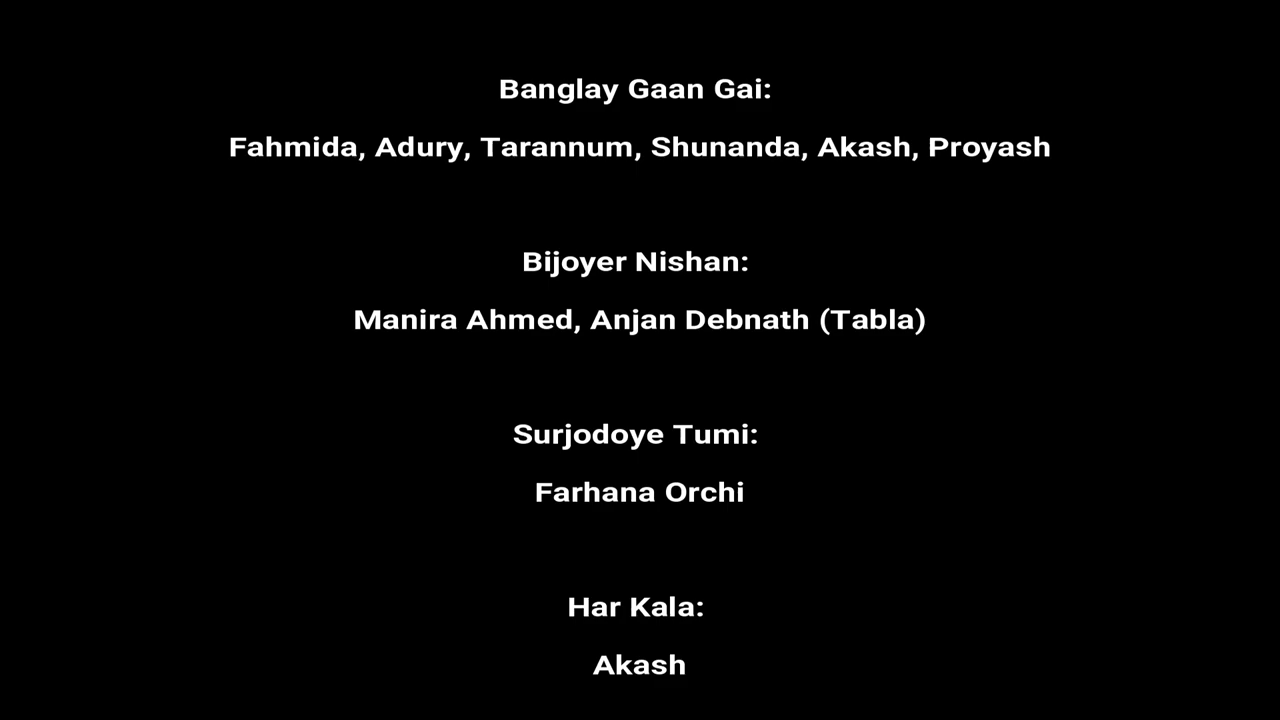 Banglay Gaan Gai:
Fahmida, Adury, Tarannum, Shunanda, Akash, Proyash
Bijoyer Nishan:
Manira Ahmed, Anjan Debnath (Tabla)
Surjodoye Tumi:
Farhana Orchi
Har Kala:
Akash